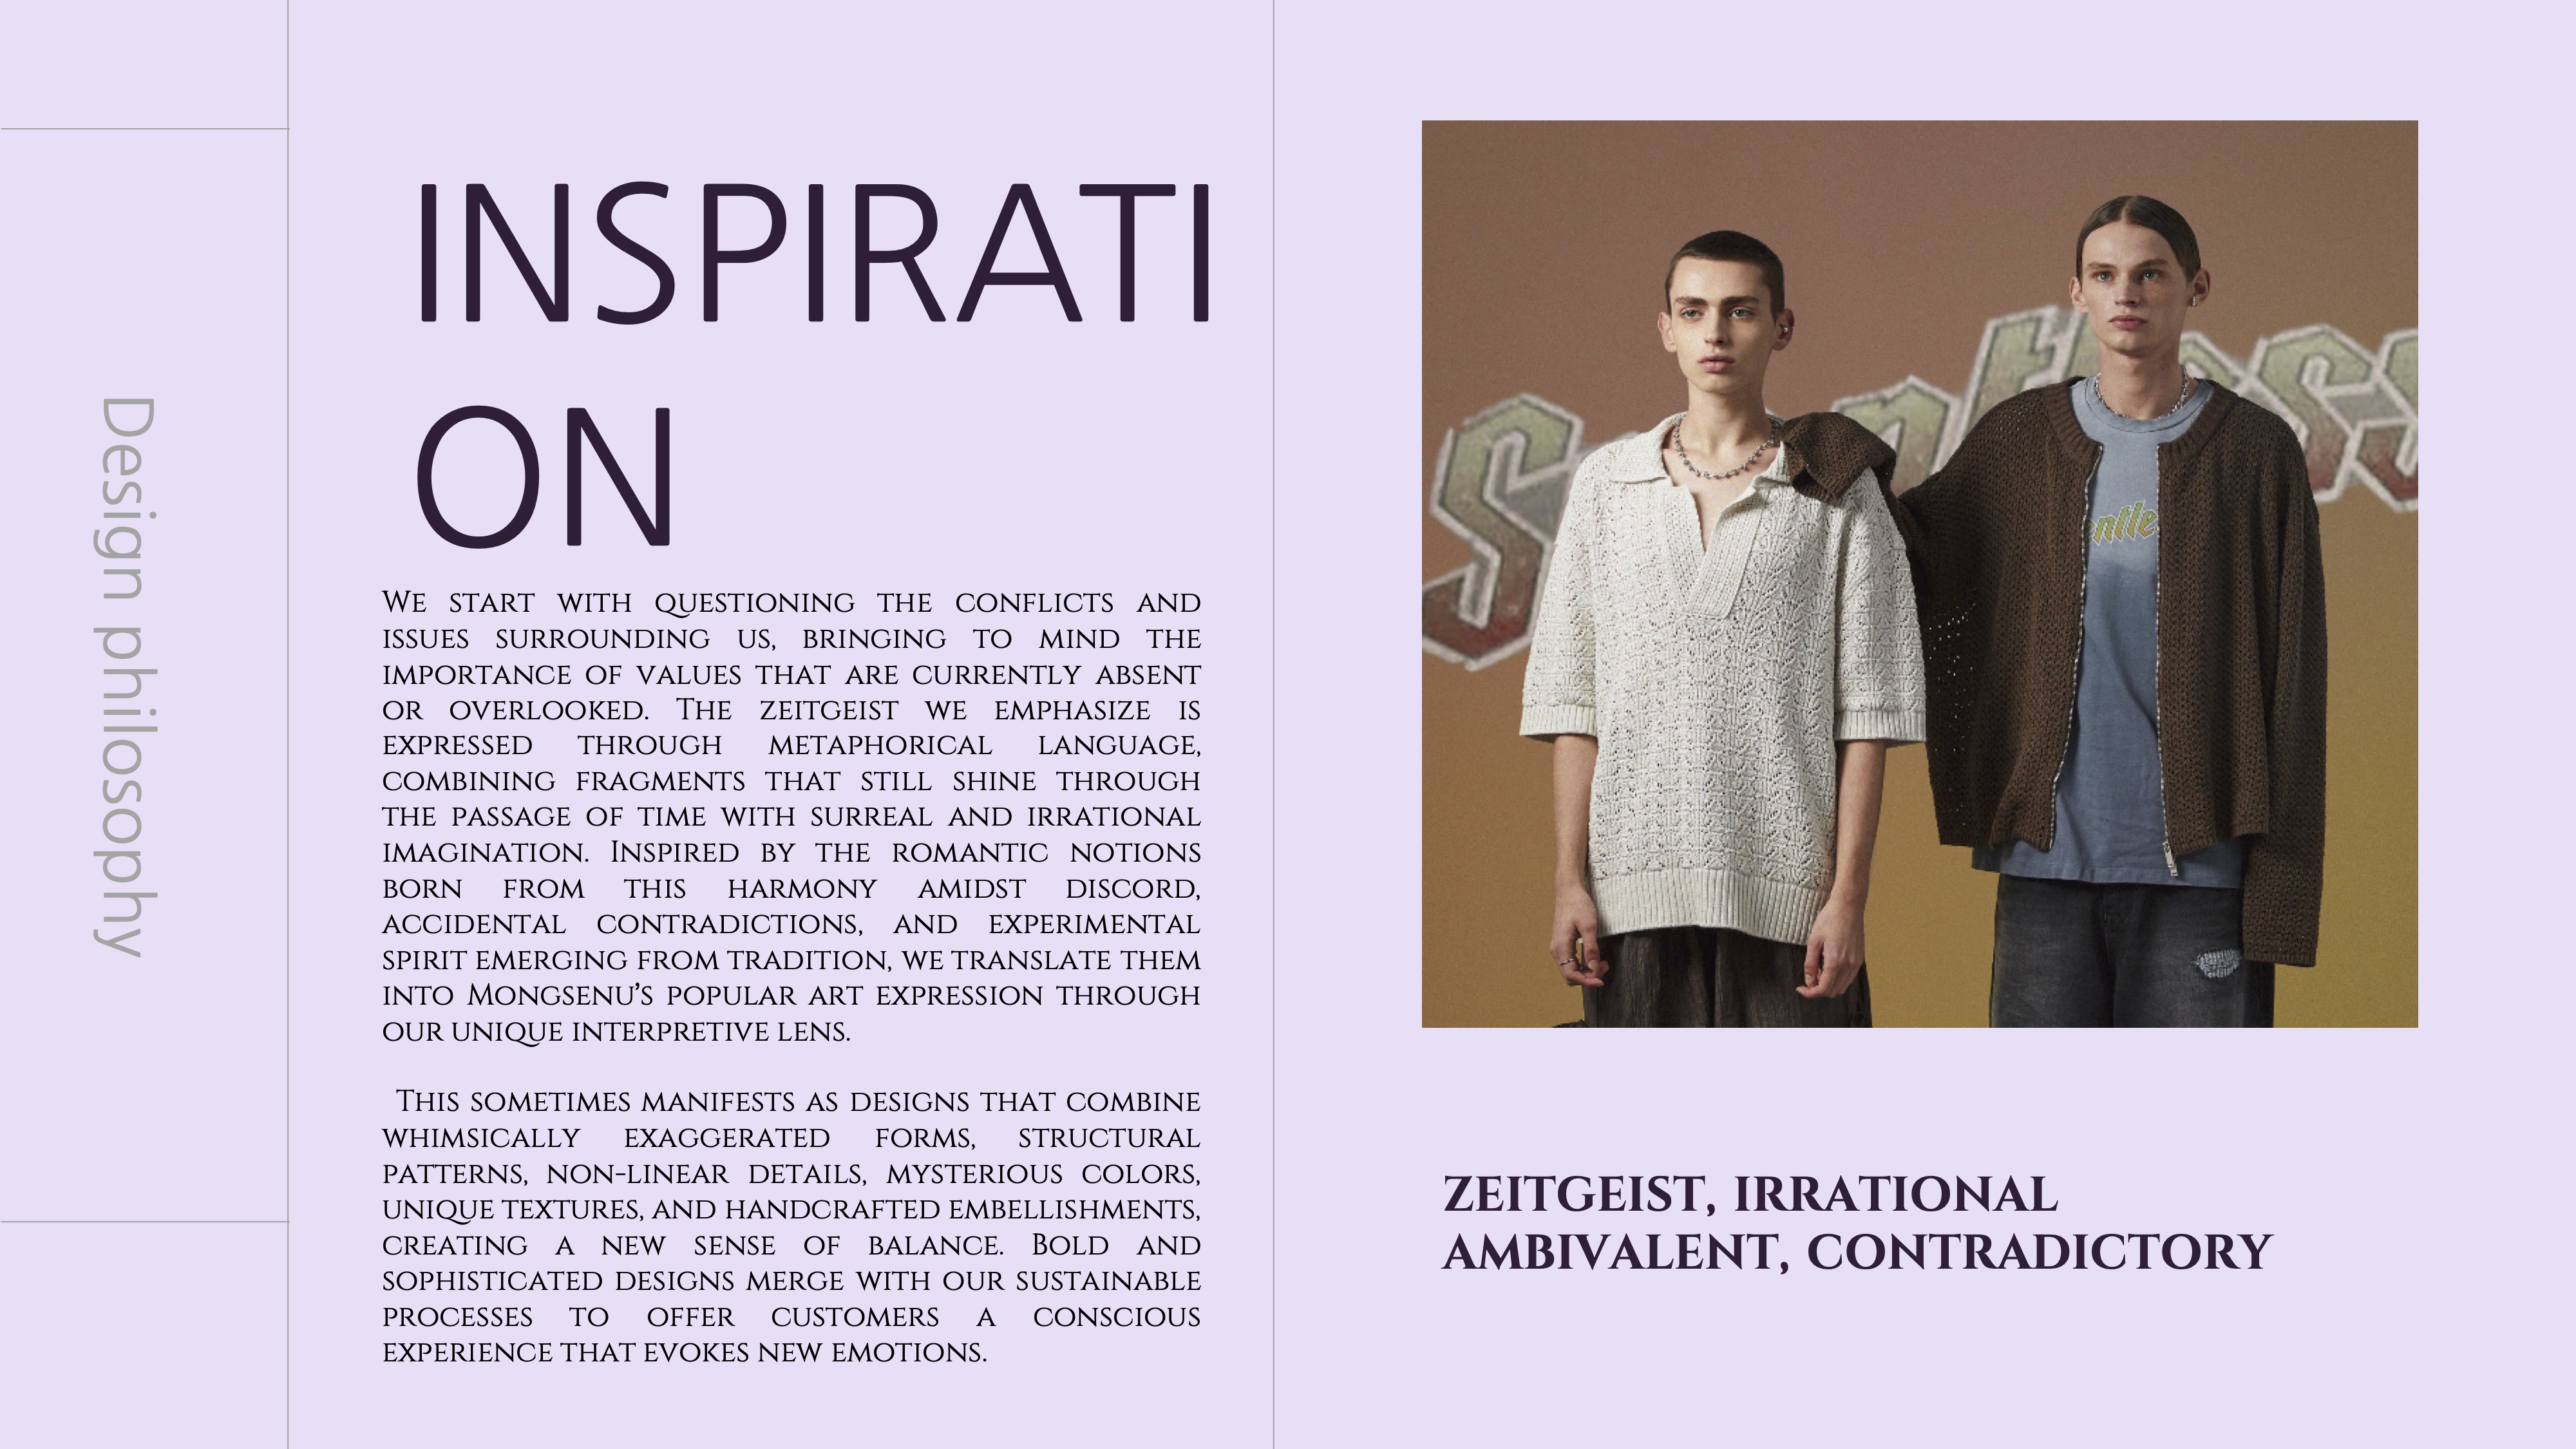 Design philosophy
INSPIRATI
ON
We start with questioning the conflicts and
issues surrounding us, bringing to mind the
importance of values that are currently absent
or overlooked. The zeitgeist we emphasize is
expressed through metaphorical language,
combining fragments that still shine through
the passage of time with surreal and irrational
imagination. Inspired by the romantic notions
born from this harmony amidst discord,
accidental contradictions, and experimental
spirit emerging from tradition, we translate them
into Mongsenu’s popular art expression through
our unique interpretive lens.
This sometimes manifests as designs that combine
whimsically exaggerated forms, structural
patterns, non-linear details, mysterious colors,
unique textures, and handcrafted embellishments,
creating a new sense of balance. Bold and
sophisticated designs merge with our sustainable
processes to offer customers a conscious
experience that evokes new emotions.
ZEITGEIST, IRRATIONAL
AMBIVALENT, CONTRADICTORY